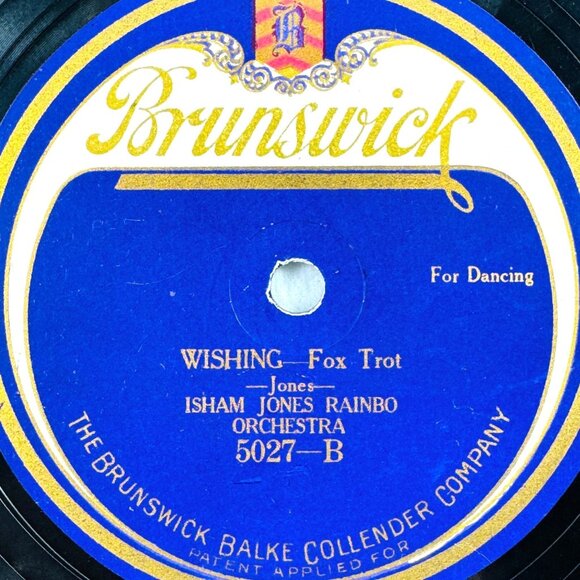 B
Brunswick
For Dancing
WISHING—Fox Trot
—Jones—
ISHAM JONES RAINBO
ORCHESTRA
5027—B
THE BRUNSWICK BALKE COLLENDER COMPANY
PATENT APPLIED FOR